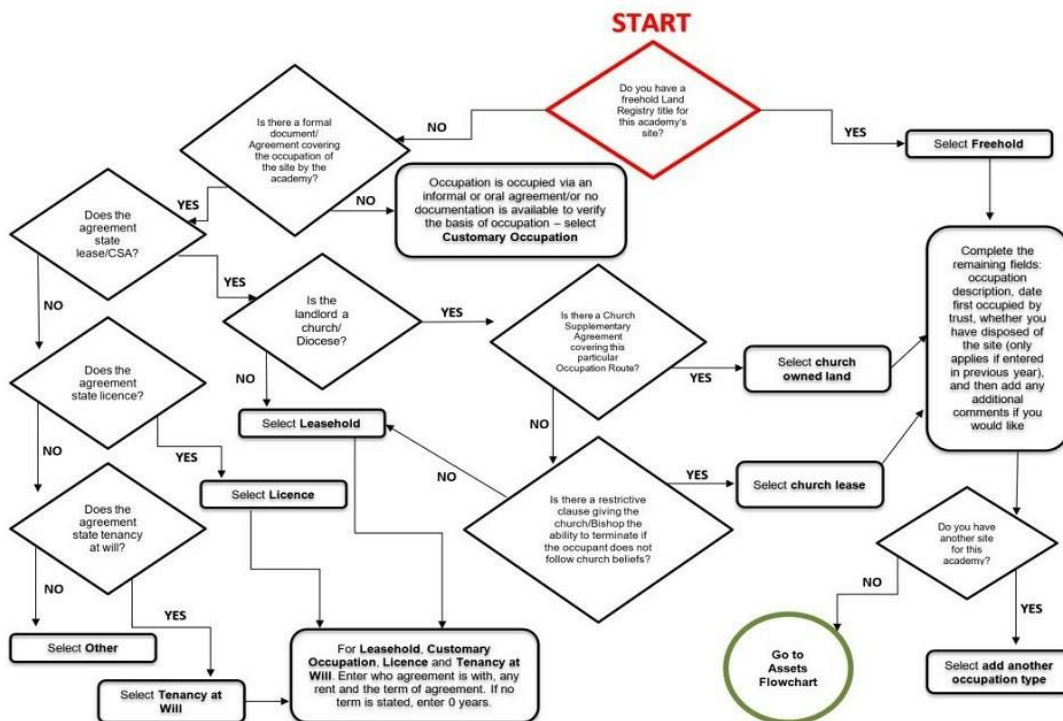 START
Do you have a
freehold Land
Registry title for
this academy's
site?
NO
YES
Select Freehold
Is there a formal
document/
Agreement covering
the occupation of
the site by the
academy?
YES
NO
Occupation is occupied via an
informal or oral agreement/or no
documentation is available to verify
the basis of occupation – select
Customary Occupation
Does the
agreement
state
lease/CSA?
NO
YES
Is the
landlord a
church/
Diocese?
YES
NO
Is there a Church
Supplementary
Agreement
covering this
particular
Occupation Route?
YES
NO
Select church
owned land
Complete the
remaining fields:
occupation
description, date
first occupied by
trust, whether you
have disposed of
the site (only
applies if entered
in previous year),
and then add any
additional
comments if you
would like
Does the
agreement
state licence?
NO
YES
Select Leasehold
Select Licence
NO
Is there a restrictive
clause giving the
church/Bishop the
ability to terminate if
the occupant does not
follow church beliefs?
YES
Select church lease
Does the
agreement
state tenancy
at will?
NO
YES
Select Other
Select Tenancy at
Will
For Leasehold, Customary
Occupation, Licence and Tenancy at
Will. Enter who agreement is with, any
rent and the term of agreement. If no
term is stated, enter 0 years.
Do you have
another site
for this
academy?
NO
YES
Go to
Assets
Flowchart
Select add another
occupation type